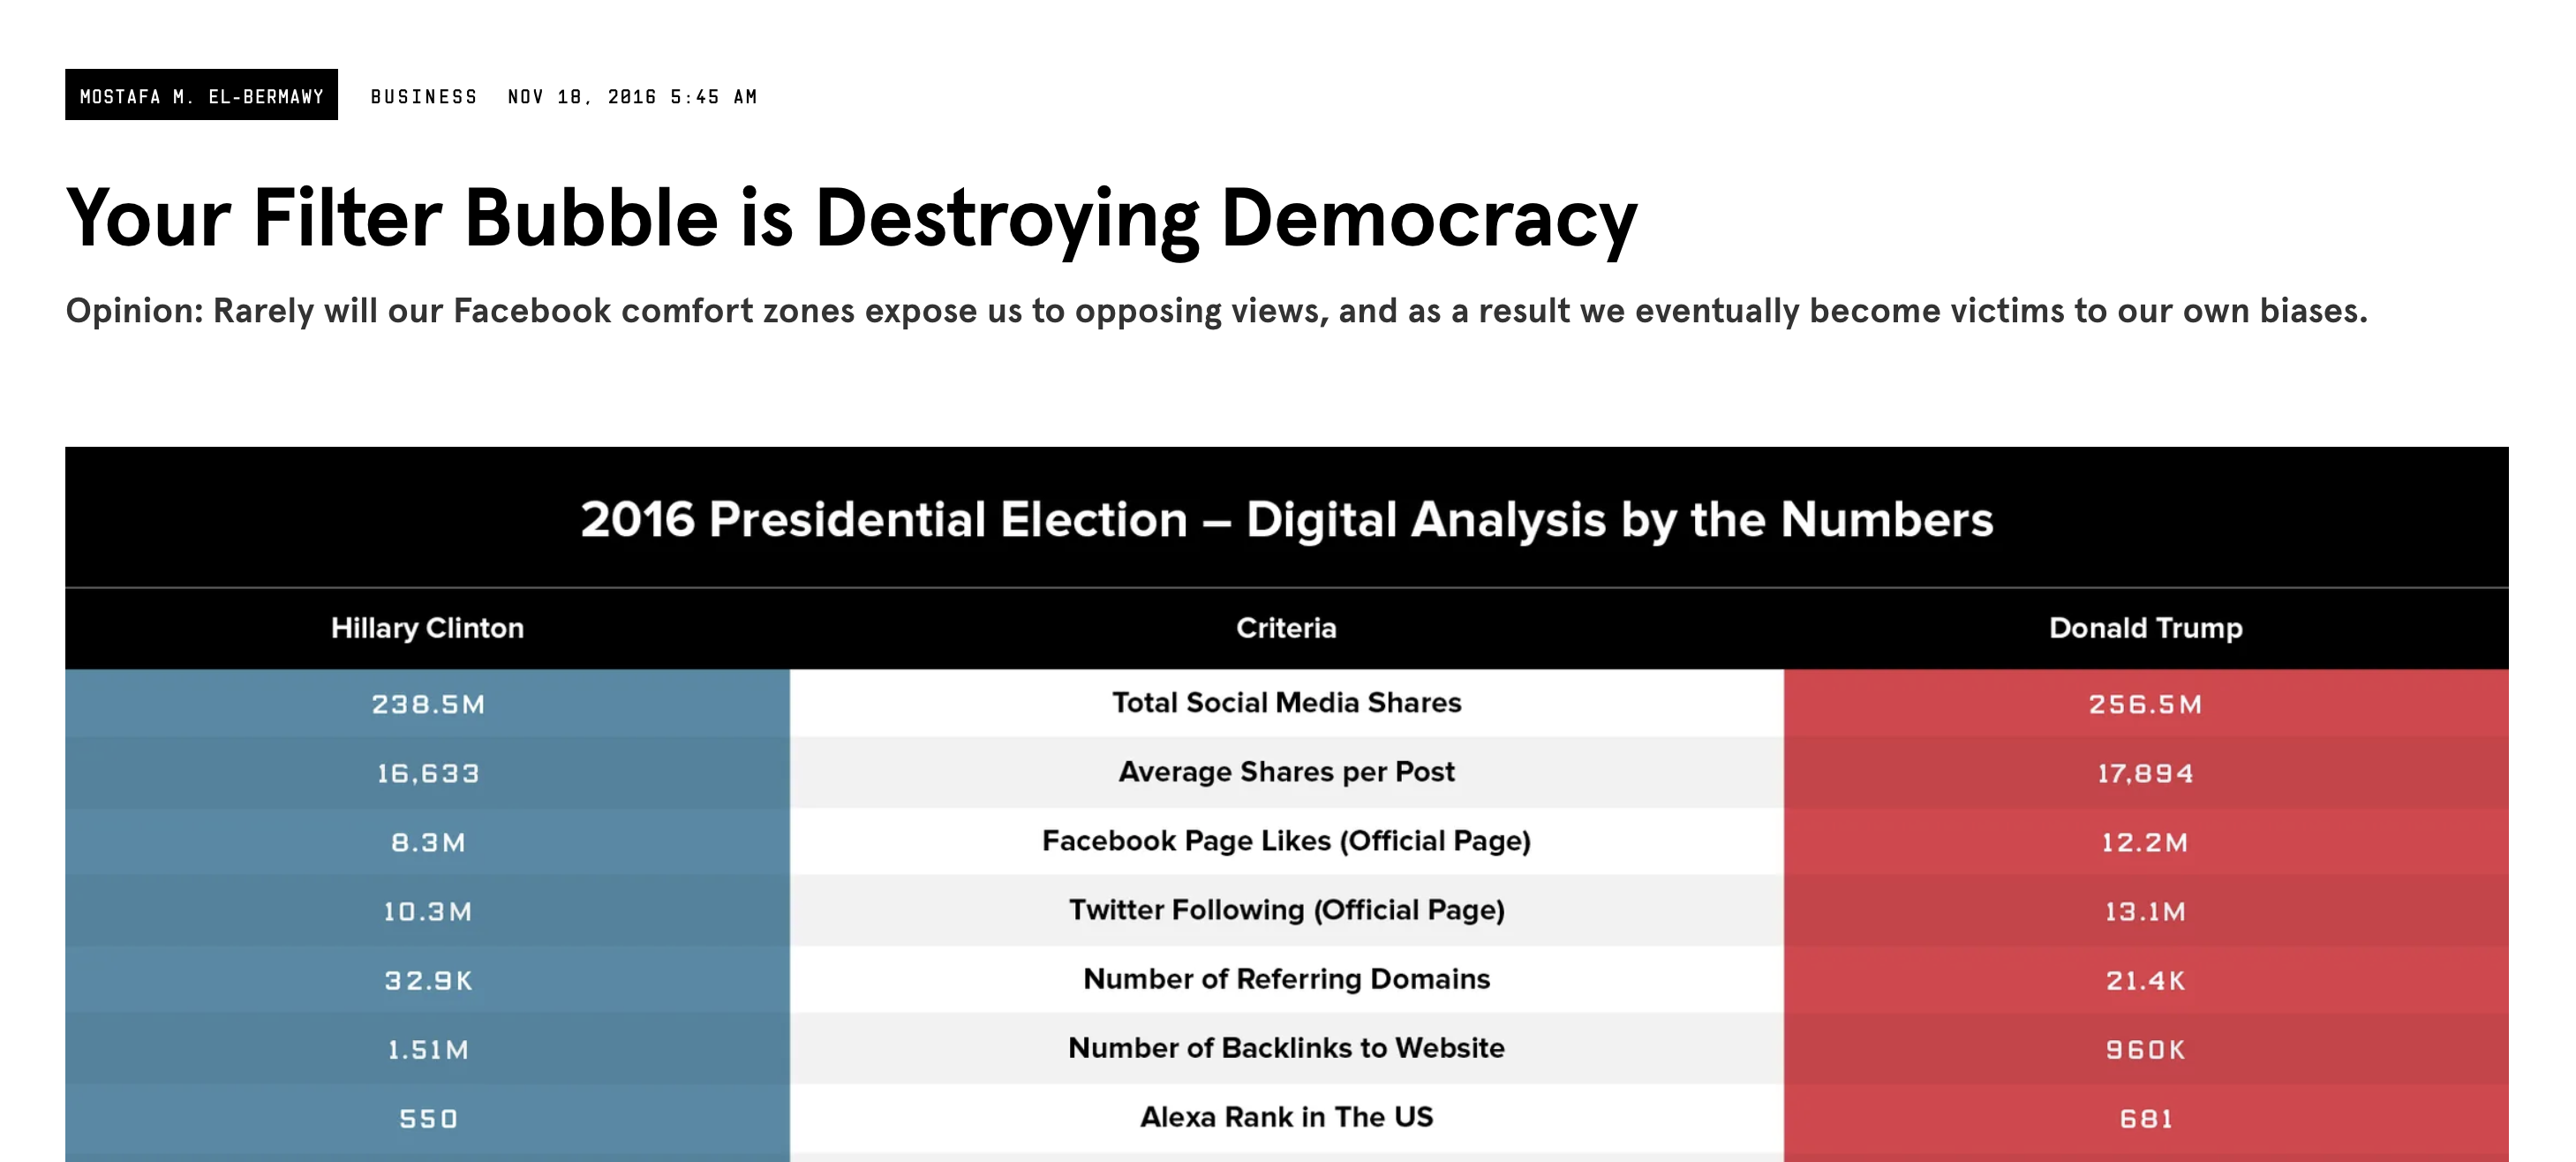 MOSTAFA M. EL-BERMAWY BUSINESS NOV 18, 2016 5:45 AM
Your Filter Bubble is Destroying Democracy
Opinion: Rarely will our Facebook comfort zones expose us to opposing views, and as a result we eventually become victims to our own biases.
2016 Presidential Election – Digital Analysis by the Numbers
Hillary Clinton Criteria Donald Trump
238.5M Total Social Media Shares 256.5M
16,633 Average Shares per Post 17,894
8.3M Facebook Page Likes (Official Page) 12.2M
10.3M Twitter Following (Official Page) 13.1M
32.9K Number of Referring Domains 21.4K
1.51M Number of Backlinks to Website 960K
550 Alexa Rank in The US 681